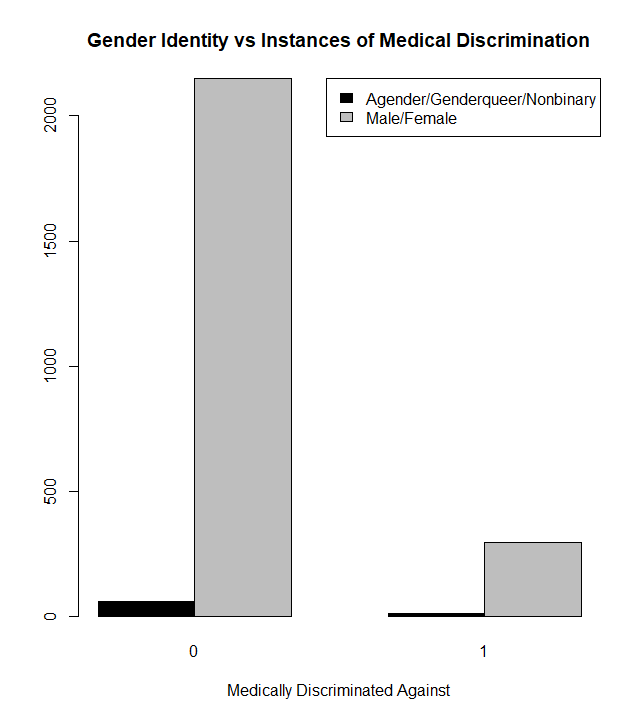 Gender Identity vs Instances of Medical Discrimination
Agender/Genderqueer/Nonbinary
Male/Female
2000
1500
1000
500
0
0 1
Medically Discriminated Against